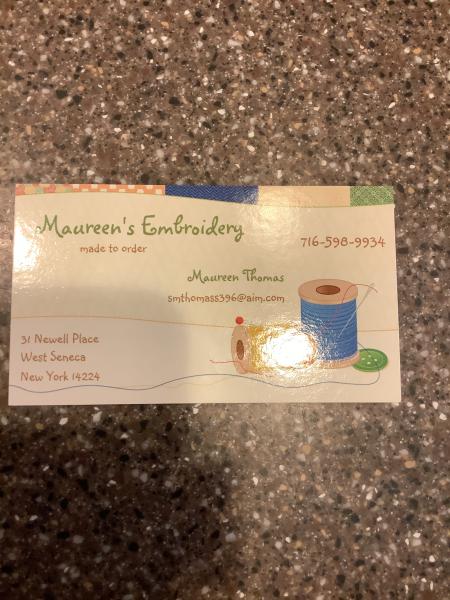 Maureen's Embroidery
made to order
716-598-9934
Maureen Thomas
smthomass396@aim.com
31 Newell Place
West Seneca
New York 14224